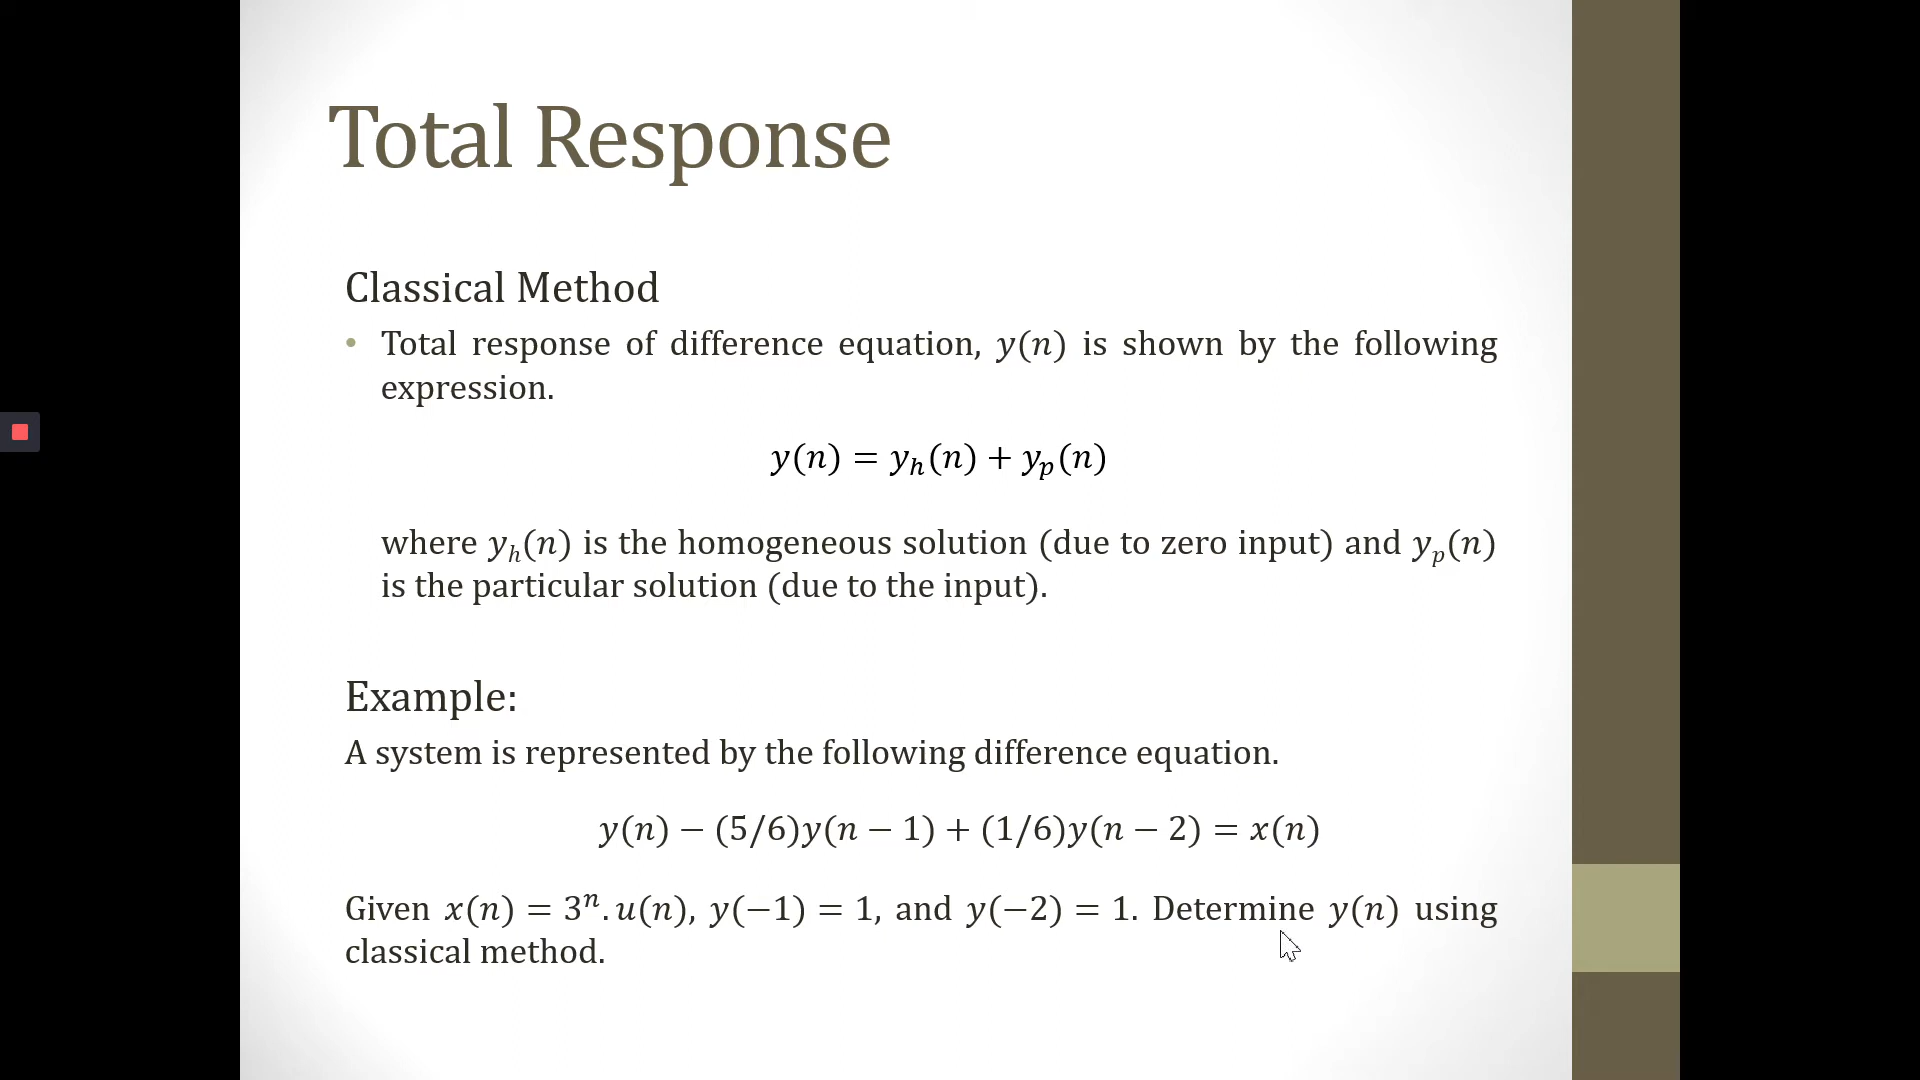 Total Response
Classical Method
• Total response of difference equation, y(n) is shown by the following
expression.
y(n) = yₕ(n) + yₚ(n)
where yₕ(n) is the homogeneous solution (due to zero input) and yₚ(n)
is the particular solution (due to the input).
Example:
A system is represented by the following difference equation.
y(n) − (5/6)y(n − 1) + (1/6)y(n − 2) = x(n)
Given x(n) = 3ⁿ.u(n), y(−1) = 1, and y(−2) = 1. Determine y(n) using
classical method.